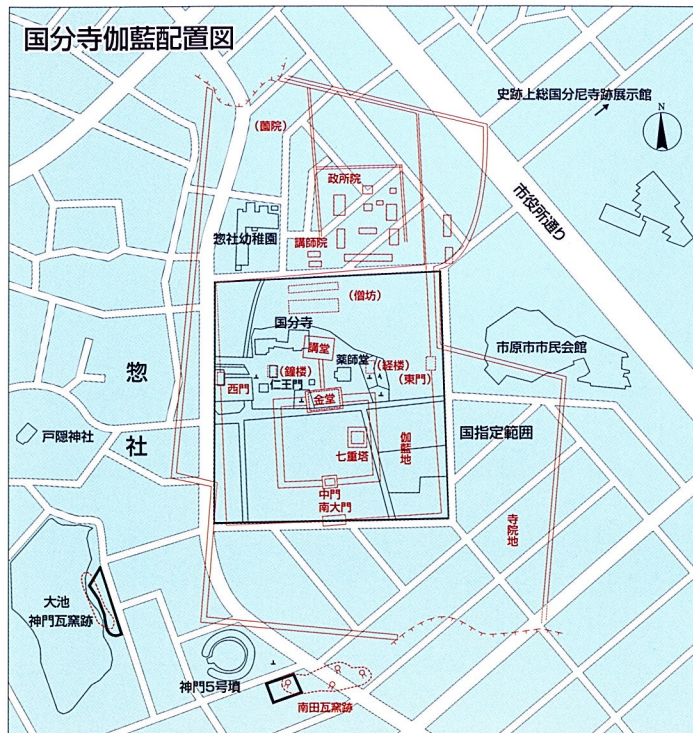 国分寺伽藍配置図
史跡上総国分尼寺跡展示館
N
(薗院)
政所院
市役所通り
惣社幼稚園
講師院
(僧坊)
国分寺
講堂
薬師堂
(経楼)
市原市市民会館
(鐘楼)
西門
仁王門
(東門)
金堂
惣社
戸隠神社
伽藍地
国指定範囲
七重塔
中門
南大門
寺院地
大池
神門瓦窯跡
神門5号墳
南田瓦窯跡